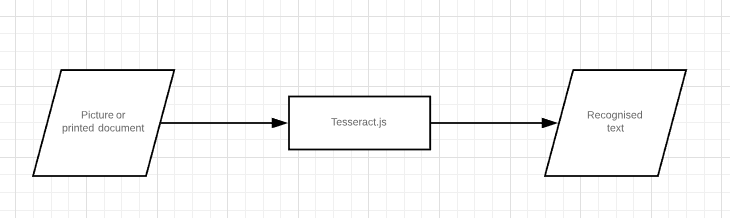 Picture or
printed document
Tesseract.js
Recognised
text